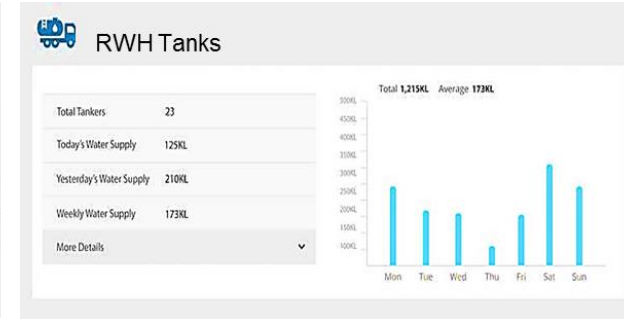 RWH Tanks
Total Tankers 23
Today's Water Supply 125KL
Yesterday's Water Supply 210KL
Weekly Water Supply 173KL
More Details
Total 1,215KL Average 173KL
500KL
450KL
400KL
350KL
300KL
250KL
200KL
150KL
100KL
Mon Tue Wed Thu Fri Sat Sun